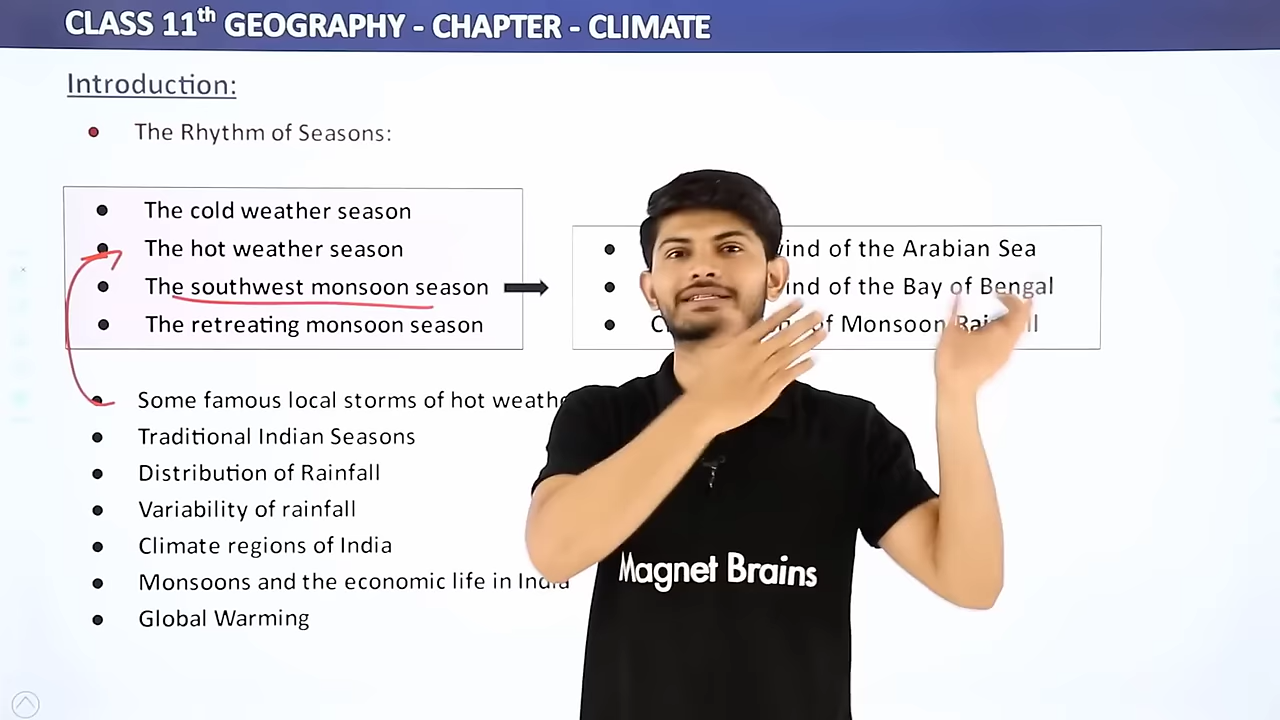 CLASS 11th GEOGRAPHY - CHAPTER - CLIMATE
Introduction:
The Rhythm of Seasons:
The cold weather season
The hot weather season
The southwest monsoon season
The retreating monsoon season
wind of the Arabian Sea
of the Bay of Bengal
of Monsoon
Some famous local storms of hot
Traditional Indian Seasons
Distribution of Rainfall
Variability of rainfall
Climate regions of India
Monsoons and the economic life in India
Global Warming
Magnet Brains